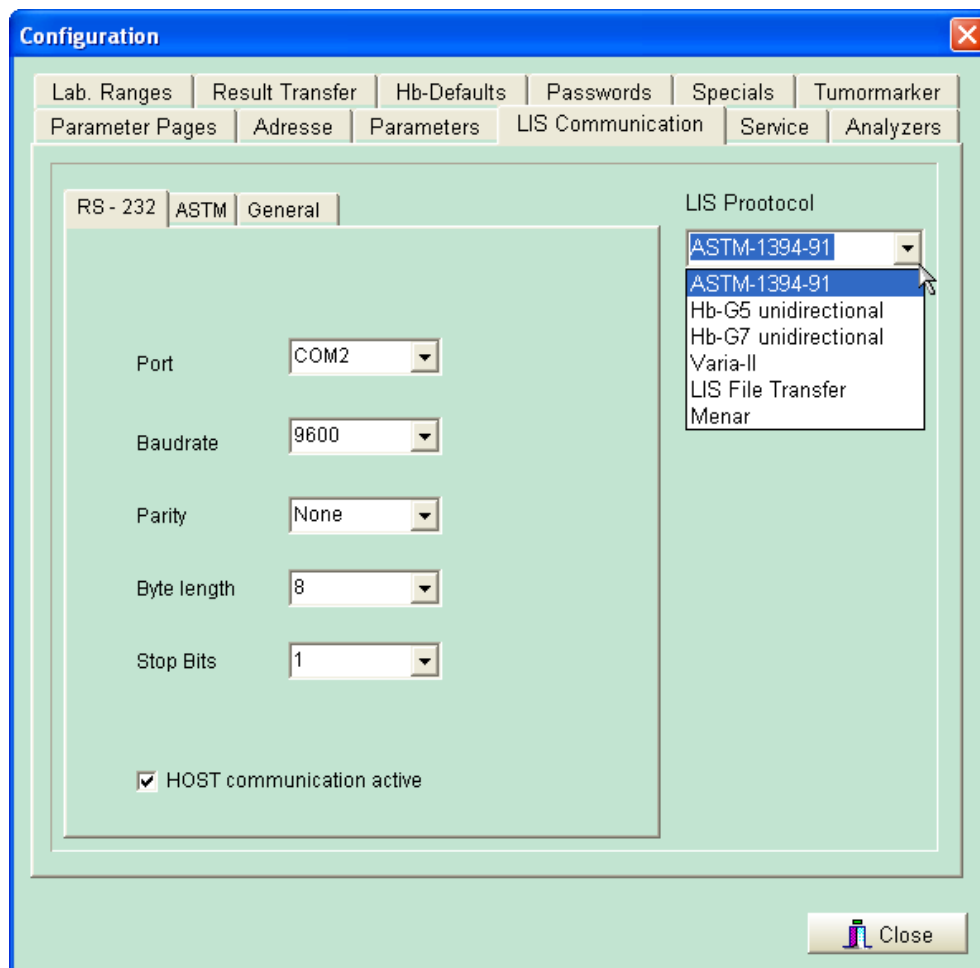 Configuration
Lab. Ranges Result Transfer Hb-Defaults Passwords Specials Tumormarker
Parameter Pages Adresse Parameters LIS Communication Service Analyzers
RS - 232 ASTM General
LIS Prootocol
ASTM-1394-91
ASTM-1394-91
Hb-G5 unidirectional
Hb-G7 unidirectional
Varia-II
LIS File Transfer
Menar
Port COM2
Baudrate 9600
Parity None
Byte length 8
Stop Bits 1
HOST communication active
Close